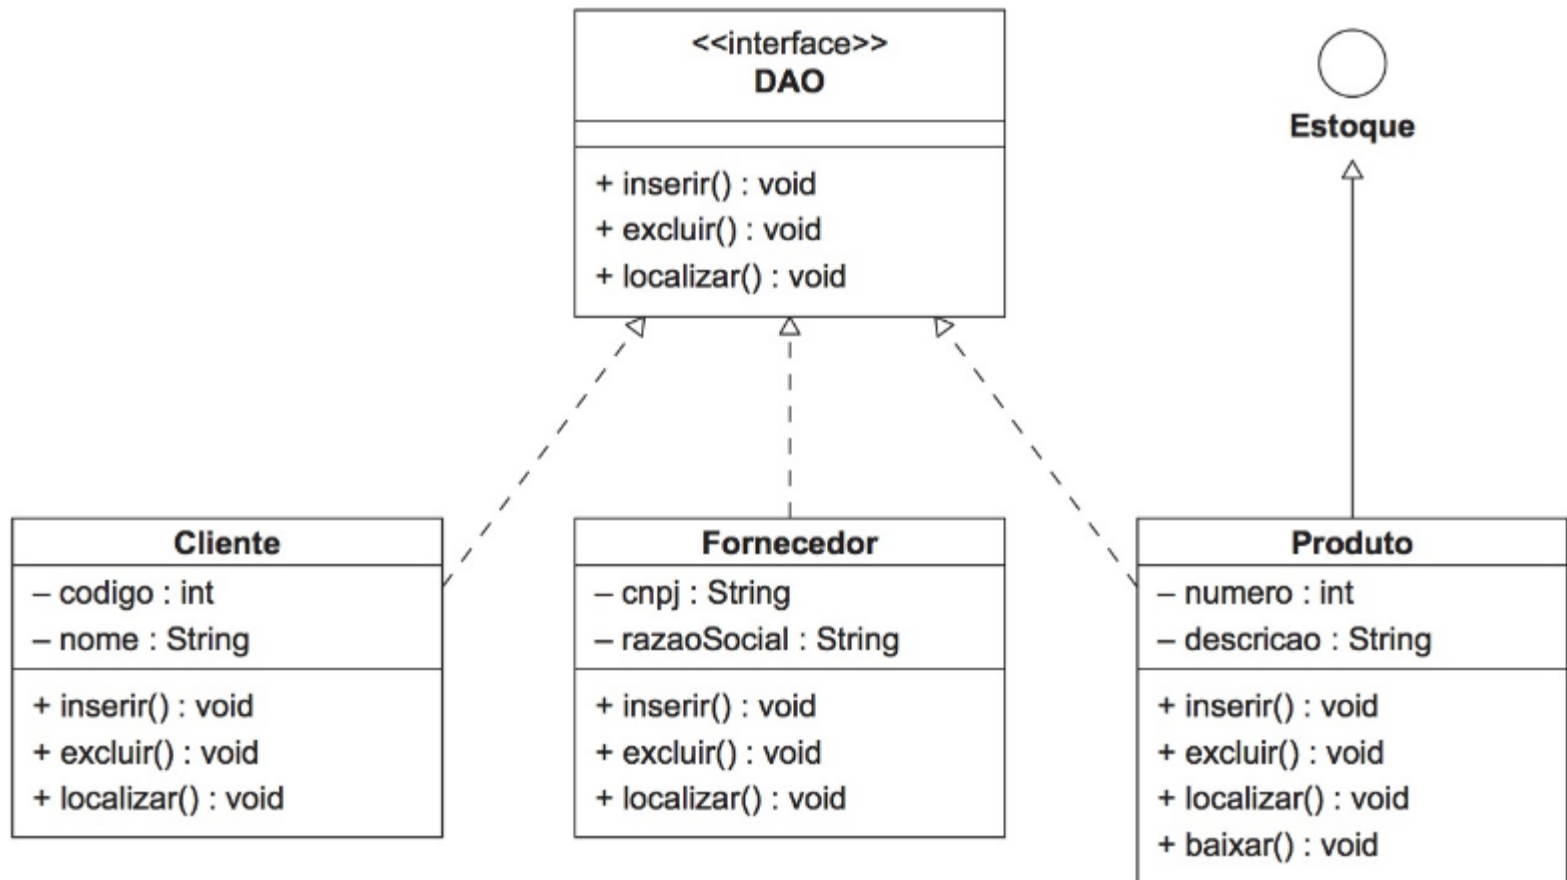 <<interface>>
DAO
+ inserir() : void
+ excluir() : void
+ localizar() : void
Estoque
Cliente
– codigo : int
– nome : String
+ inserir() : void
+ excluir() : void
+ localizar() : void
Fornecedor
– cnpj : String
– razaoSocial : String
+ inserir() : void
+ excluir() : void
+ localizar() : void
Produto
– numero : int
– descricao : String
+ inserir() : void
+ excluir() : void
+ localizar() : void
+ baixar() : void